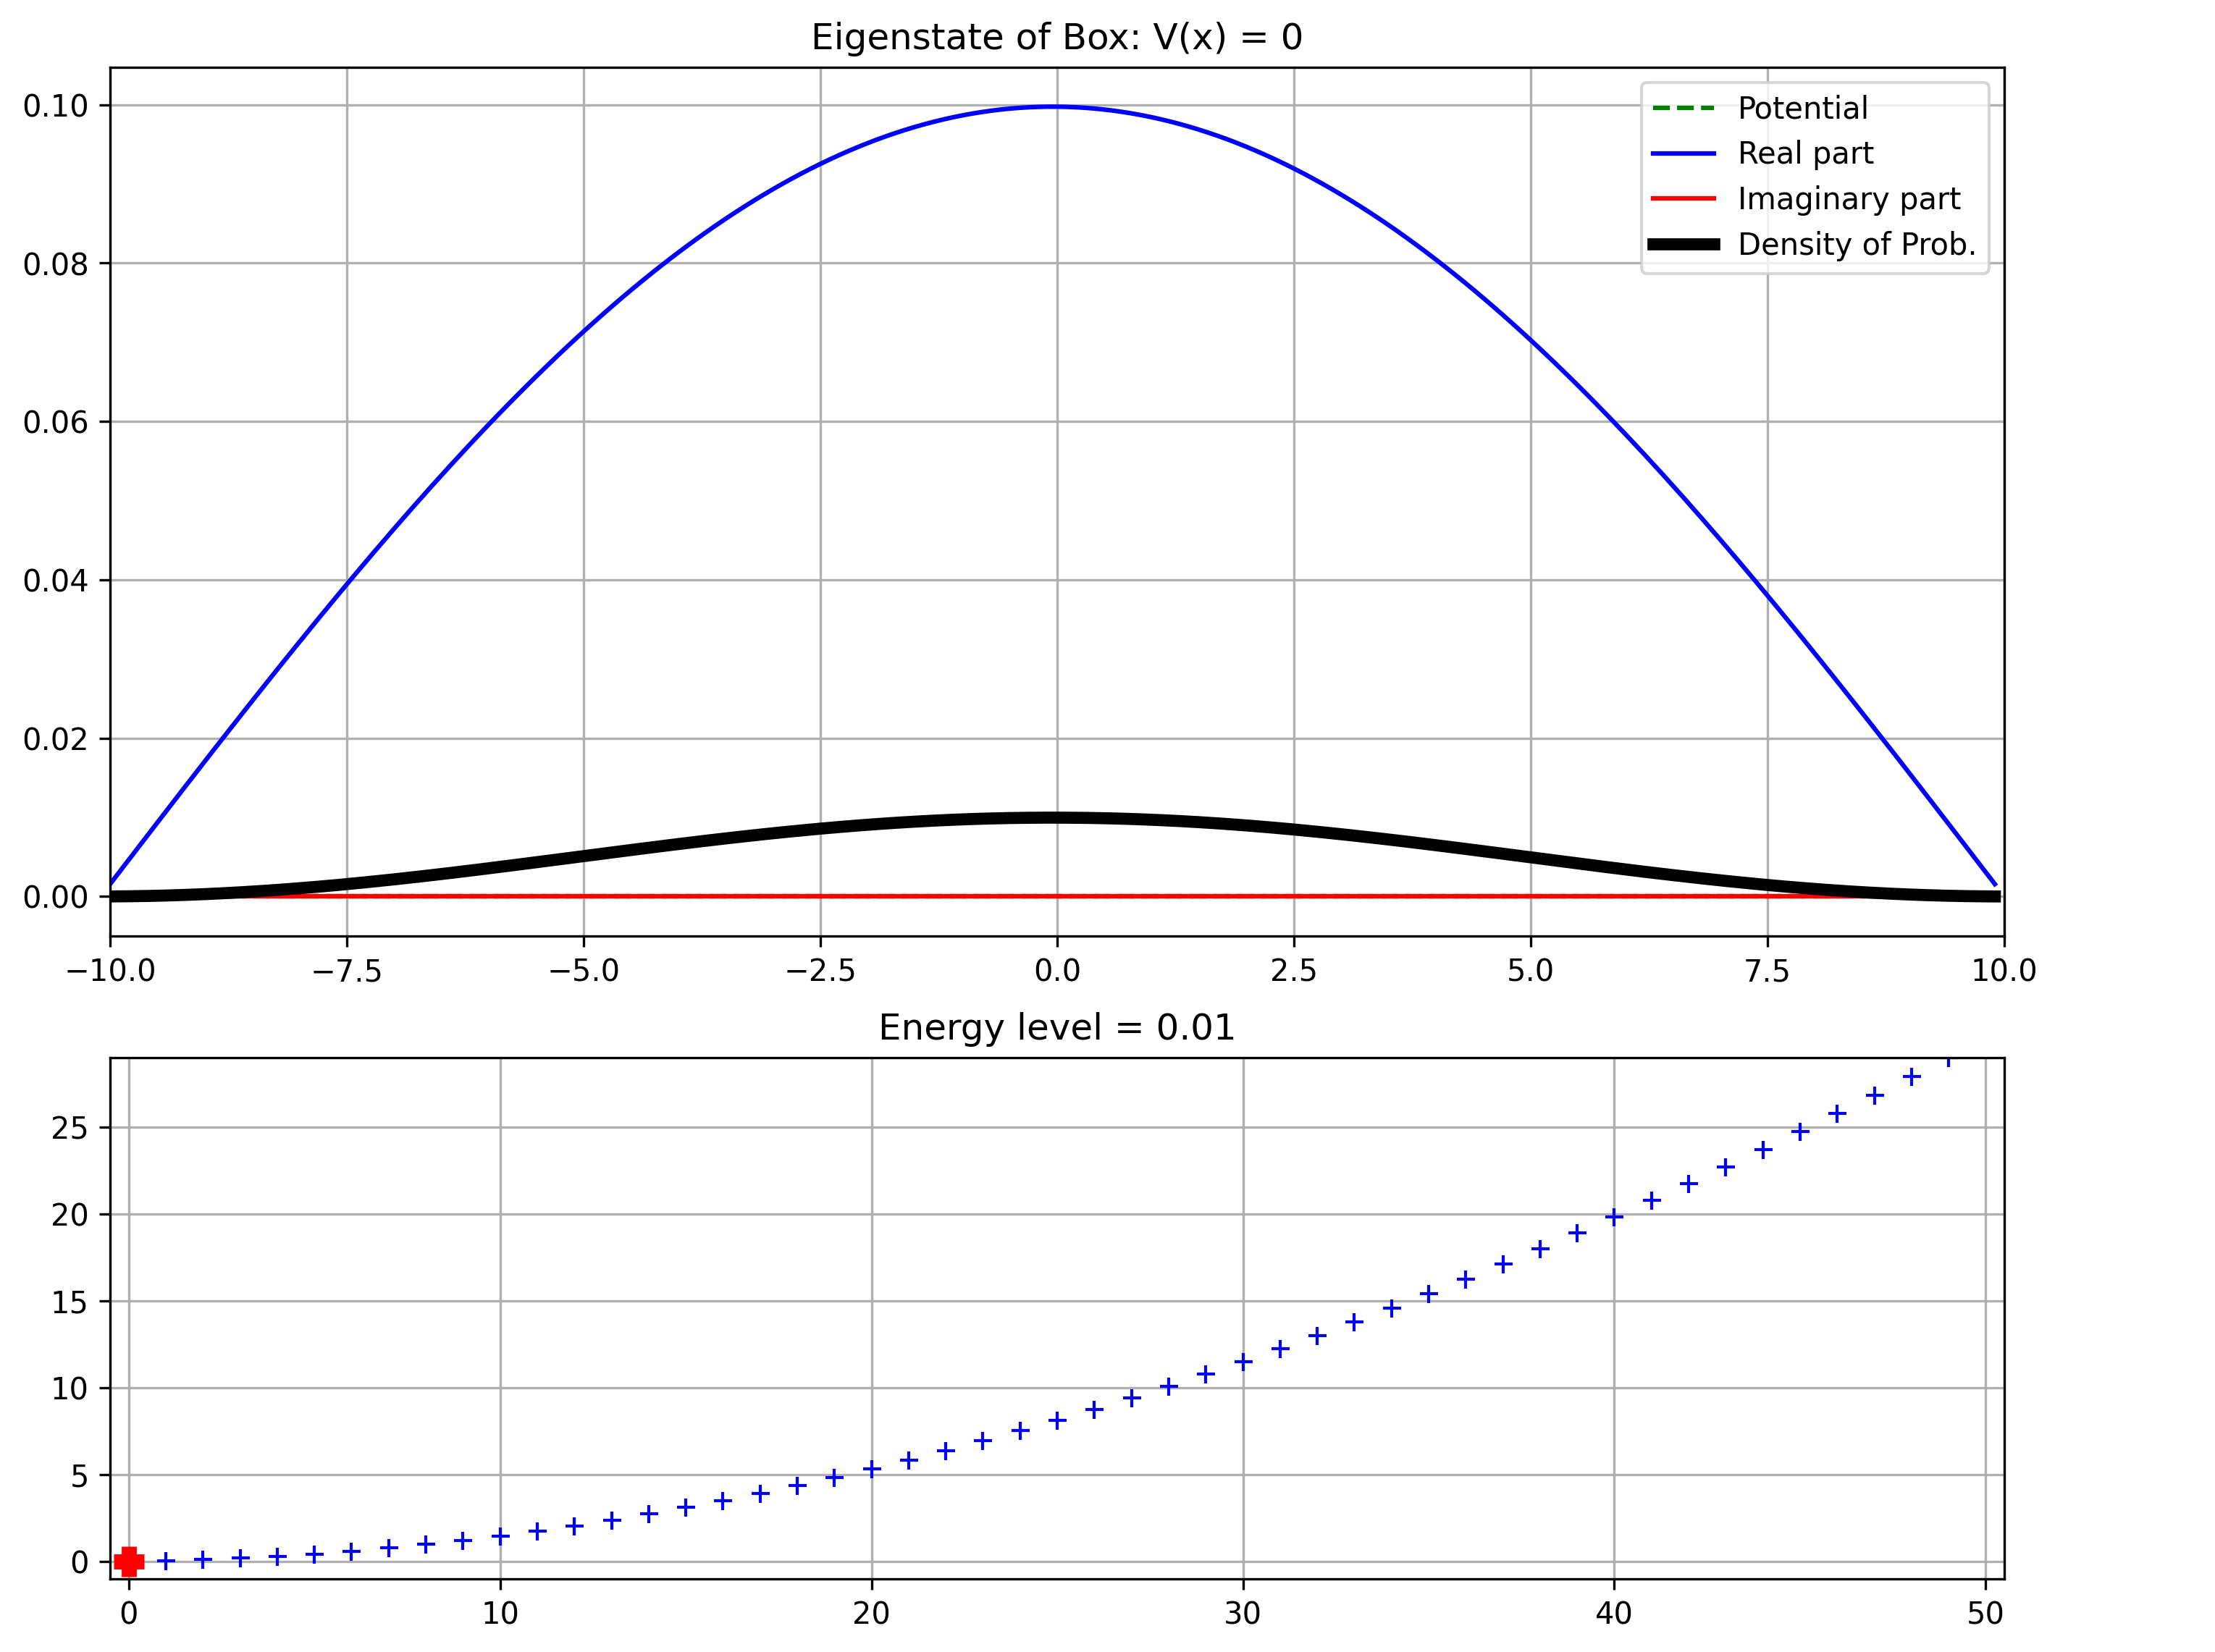 Eigenstate of Box: V(x) = 0
0.10
0.08
0.06
0.04
0.02
0.00
Potential
Real part
Imaginary part
Density of Prob.
−10.0 −7.5 −5.0 −2.5 0.0 2.5 5.0 7.5 10.0
Energy level = 0.01
25
20
15
10
5
0
0 10 20 30 40 50